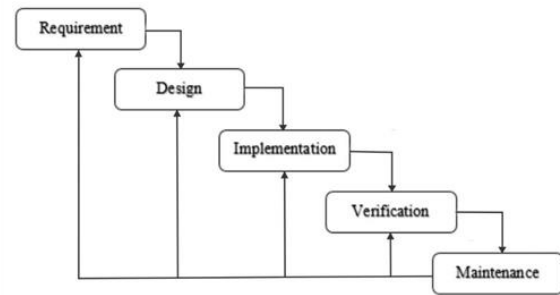 Requirement
Design
Implementation
Verification
Maintenance